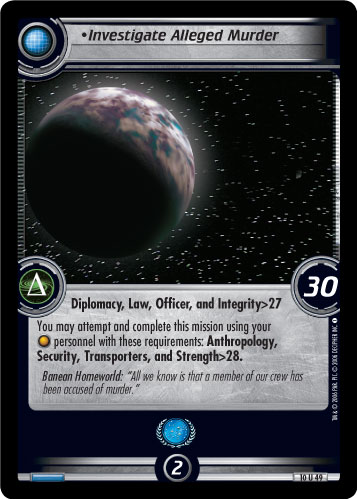 •Investigate Alleged Murder
Δ
30
Diplomacy, Law, Officer, and Integrity>27
You may attempt and complete this mission using your
personnel with these requirements: Anthropology,
Security, Transporters, and Strength>28.
Banean Homeworld: "All we know is that a member of our crew has
been accused of murder."
2
10 U 49